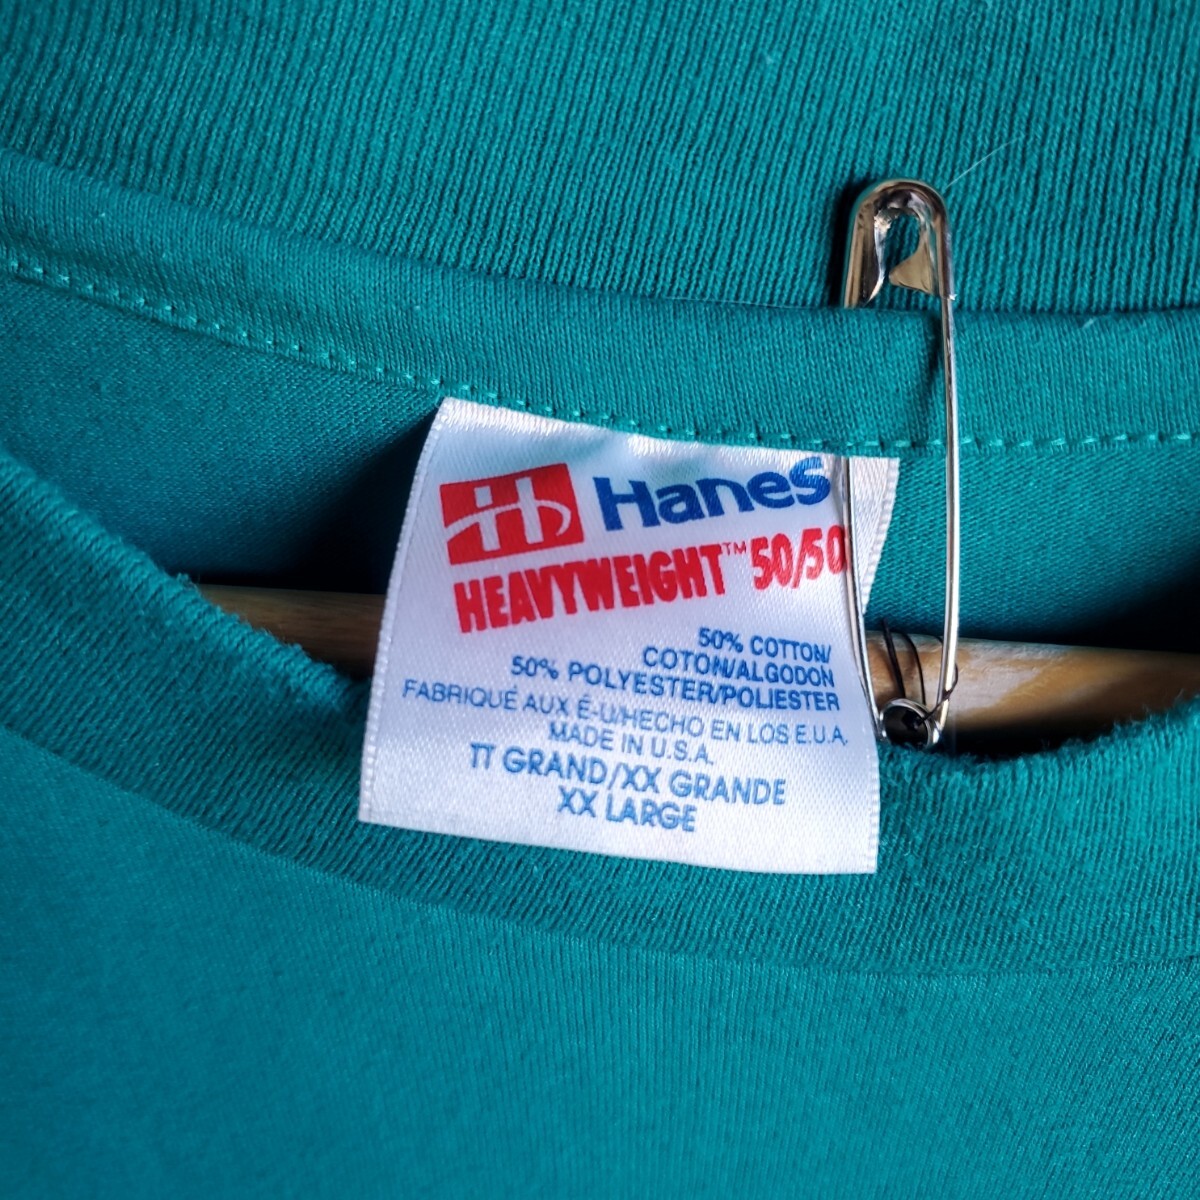 Hanes
HEAVYWEIGHT™ 50/50
50% COTTON/
COTON/ALGODON
50% POLYESTER/POLIESTER
FABRIQUÉ AUX É-U/HECHO EN LOS E.U.A.
MADE IN U.S.A.
TT GRAND/XX GRANDE
XX LARGE